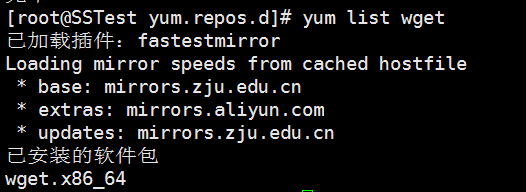 [root@SSTest yum.repos.d]# yum list wget
已加载插件：fastestmirror
Loading mirror speeds from cached hostfile
 * base: mirrors.zju.edu.cn
 * extras: mirrors.aliyun.com
 * updates: mirrors.zju.edu.cn
已安装的软件包
wget.x86_64